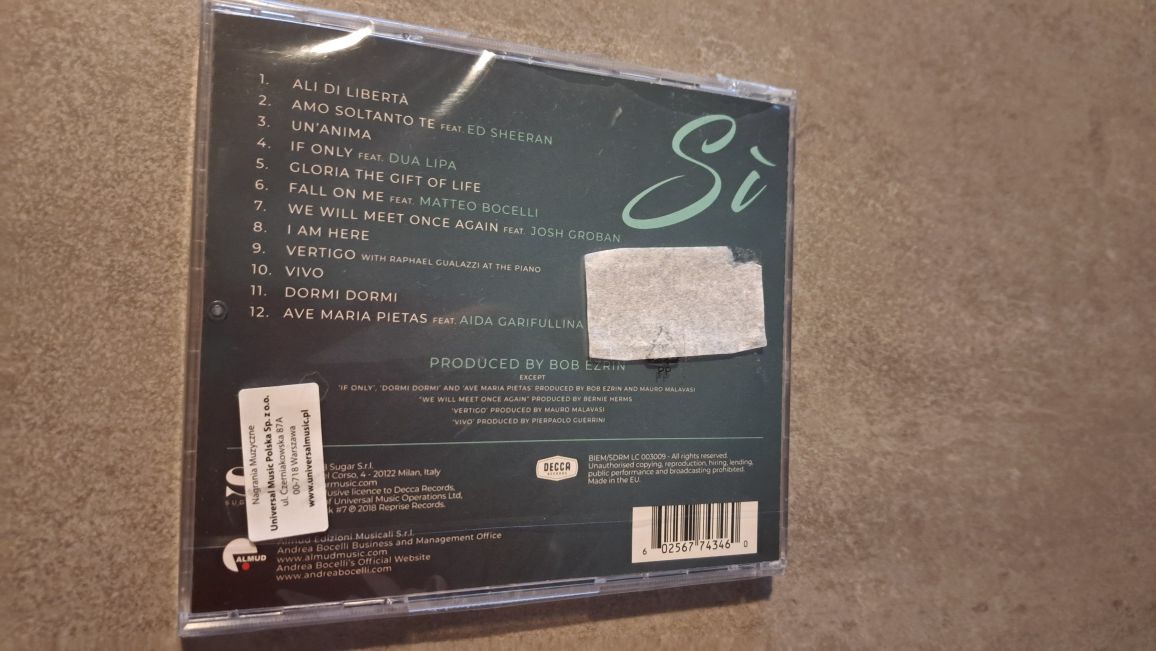 1. ALI DI LIBERTÀ
2. AMO SOLTANTO TE FEAT. ED SHEERAN
3. UN'ANIMA
4. IF ONLY FEAT. DUA LIPA
5. GLORIA THE GIFT OF LIFE
6. FALL ON ME FEAT. MATTEO BOCELLI
7. WE WILL MEET ONCE AGAIN FEAT. JOSH GROBAN
8. I AM HERE
9. VERTIGO WITH RAPHAEL GUALAZZI AT THE PIANO
10. VIVO
11. DORMI DORMI
12. AVE MARIA PIETAS FEAT. AIDA GARIFULLINA
Sì
PP
PRODUCED BY BOB EZRIN
EXCEPT
'IF ONLY', 'DORMI DORMI' AND 'AVE MARIA PIETAS' PRODUCED BY BOB EZRIN AND MAURO MALAVASI
"WE WILL MEET ONCE AGAIN" PRODUCED BY BERNIE HERMS
'VERTIGO' PRODUCED BY MAURO MALAVASI
'VIVO' PRODUCED BY PIERPAOLO GUERRINI
Nagrania Muzyczne
Universal Music Polska Sp. z o.o.
ul. Czerniakowska 87A
00-718 Warszawa
www.universalmusic.pl
Sugar S.r.l.
Corso, 4 - 20122 Milan, Italy
licence to Decca Records,
of Universal Music Operations Ltd,
#7 ℗ 2018 Reprise Records.
DECCA
RECORDS
BIEM/SDRM LC 003009 - All rights reserved.
Unauthorised copying, reproduction, hiring, lending,
public performance and broadcasting prohibited.
Made in the EU.
ALMUD
Almud Edizioni Musicali S.r.l.
Andrea Bocelli Business and Management Office
www.almudmusic.com
Andrea Bocelli's Official Website
www.andreabocelli.com
6 02567 74346 0